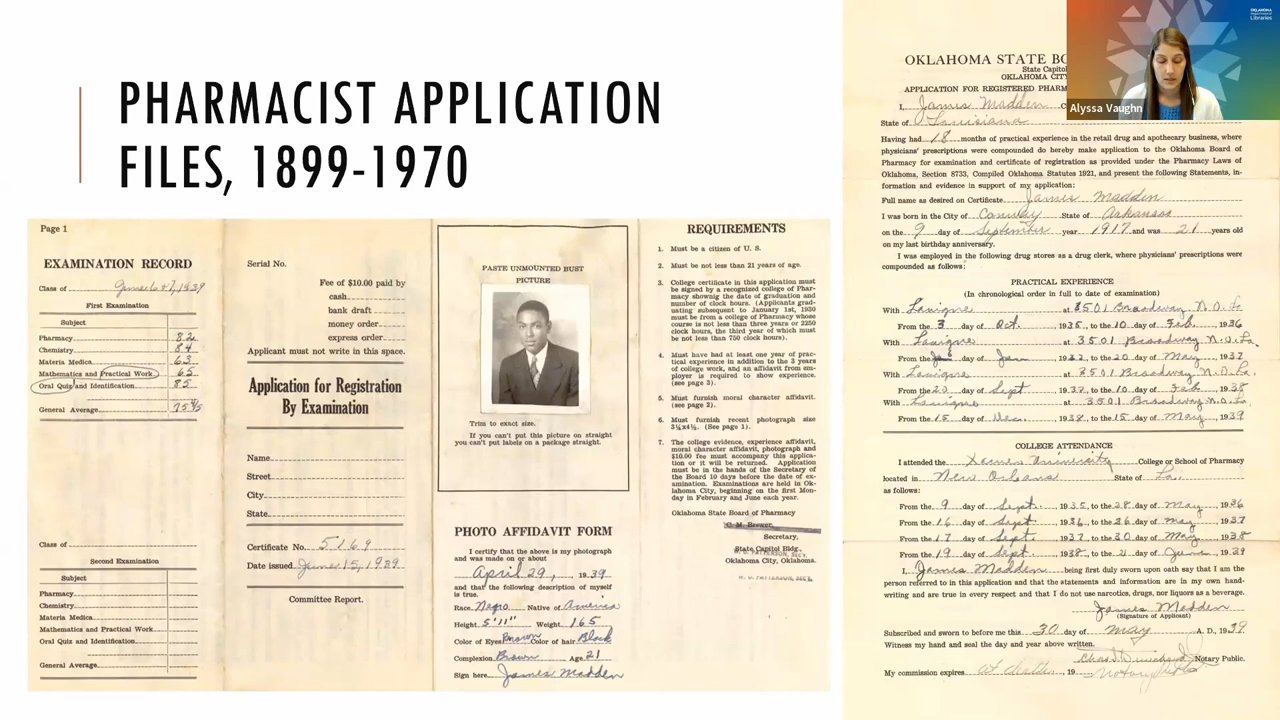 PHARMACIST APPLICATION
FILES, 1899-1970
Page 1
EXAMINATION RECORD
Class of
First Examination
Subject
Pharmacy 82
Chemistry 84
Materia Medica 63
Mathematics and Practical Work 65
Oral Quiz and Identification 85
General Average 75 4/5
Class of
Second Examination
Subject
Pharmacy
Chemistry
Materia Medica
Mathematics and Practical Work
Oral Quiz and Identification
General Average
Serial No.
Fee of $10.00 paid by
cash
bank draft
money order
express order
Applicant must not write in this space.
Application for Registration
By Examination
Name
Street
City
State
Certificate No. 5169
Date issued June 15, 1939
Committee Report.
PASTE UNMOUNTED BUST
PICTURE
Trim to exact size.
If you can't put this picture on straight
you can't put labels on a package straight.
PHOTO AFFIDAVIT FORM
I certify that the above is my photograph
and was made on or about
April 29, 1939
and that the following description of myself
is true.
Race Negro Native of America
Height 5'11" Weight 165
Color of Eyes Brown Color of hair Black
Complexion Brown Age 21
Sign here James Madden
REQUIREMENTS
1. Must be a citizen of U. S.
2. Must be not less than 21 years of age.
3. College certificate in this application must
be signed by a recognized college of Phar-
macy showing the date of graduation and
number of clock hours. (Applicants grad-
uating subsequent to January 1st, 1930
must be from a college of Pharmacy whose
course is not less than three years or 2250
clock hours, the third year of which must
be not less than 750 clock hours).
4. Must have had at least one year of prac-
tical experience in addition to the 3 years
of college work, and an affidavit from em-
ployer is required to show experience.
(see page 3).
5. Must furnish moral character affidavit.
(see page 2).
6. Must furnish recent photograph size
3¼x4½. (See page 1).
7. The college evidence, experience affidavit,
moral character affidavit, photograph and
$10.00 fee must accompany this applica-
tion or it will be returned. Application
must be in the hands of the Secretary of
the Board 10 days before the date of ex-
amination. Examinations are held in Ok-
lahoma City, beginning on the first Mon-
day in February and June each year.
Oklahoma State Board of Pharmacy
C. M. Brewer,
Secretary,
State Capitol Bldg.,
W. D. PATTERSON, SECY.
Oklahoma City, Oklahoma.
W. D. PATTERSON, SECY.
OKLAHOMA STATE BO
State Capitol
OKLAHOMA CITY
APPLICATION FOR REGISTERED PHARM
I, James Madden
State of Louisiana
Having had 18 months of practical experience in the retail drug and apothecary business, where
physicians' prescriptions were compounded do hereby make application to the Oklahoma Board of
Pharmacy for examination and certificate of registration as provided under the Pharmacy Laws of
Oklahoma, Section 8733, Compiled Oklahoma Statutes 1921, and present the following Statements, in-
formation and evidence in support of my application:
Full name as desired on Certificate James Madden
I was born in the City of Conway State of Arkansas
on the 9 day of September year 1917 and was 21 years old
on my last birthday anniversary.
I was employed in the following drug stores as a drug clerk, where physicians' prescriptions were
compounded as follows:
PRACTICAL EXPERIENCE
(In chronological order in full to date of examination)
With at 3501 Broadway N.O. La
From the 3 day of Oct. 1935, to the 10 day of Feb. 1936
With at 3501 Broadway, N.O. La.
From the day of Jan 1937, to the 20 day of May 1937
With at 3501 Broadway N.O. La.
From the 20 day of Sept 1937, to the 10 day of Feb. 1938
With at 3501 Broadway N.O. La.
From the 15 day of Dec. 1938, to the 15 day of May 1939
COLLEGE ATTENDANCE
I attended the Xavier University College or School of Pharmacy
located in New Orleans State of La.
as follows:
From the 9 day of Sept. 1935, to the 28 day of May 1936
From the 16 day of Sept 1936, to the 26 day of May 1937
From the 17 day of Sept. 1937, to the 30 day of May 1938
From the 19 day of Sept. 1938, to the 2 day of June 1939
I, James Madden being first duly sworn upon oath say that I am the
person referred to in this application and that the statements and information are in my own hand-
writing and are true in every respect and that I do not use narcotics, drugs, nor liquors as a beverage.
James Madden
(Signature of Applicant)
Subscribed and sworn to before me this 30 day of May A. D., 1939
Witness my hand and seal the day and year above written.
Notary Public.
My commission expires at death, 19
Alyssa Vaughn
OKLAHOMA
Department of
Libraries